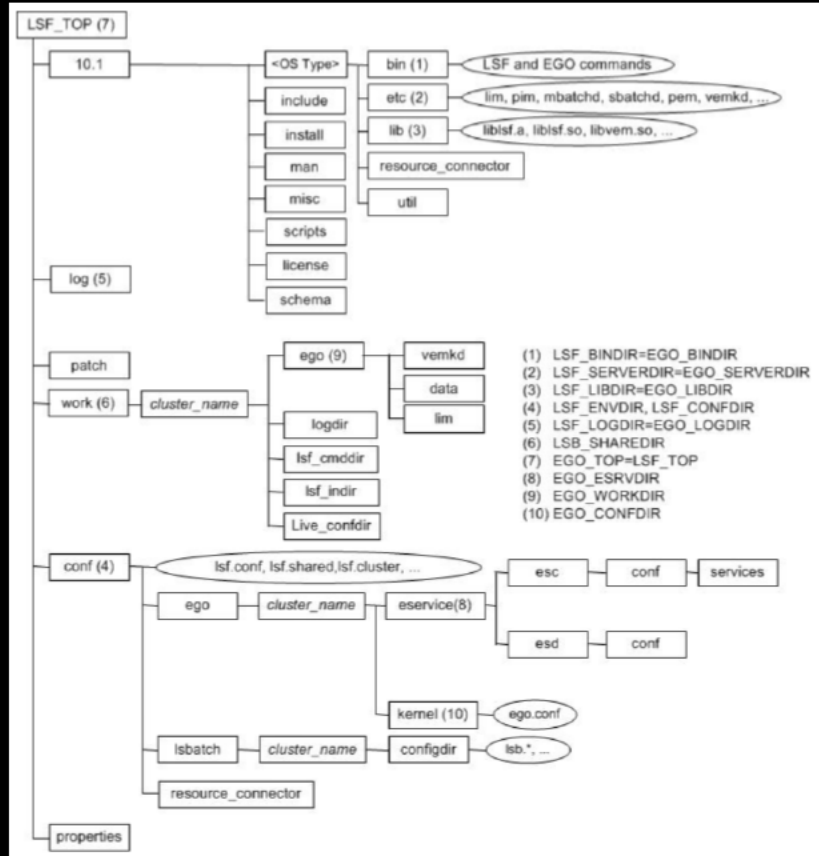 LSF_TOP (7)
10.1
<OS Type>
bin (1)
LSF and EGO commands
include
etc (2)
lim, pim, mbatchd, sbatchd, pem, vemkd, ...
install
lib (3)
liblsf.a, liblsf.so, libvem.so, ...
man
resource_connector
misc
util
scripts
license
log (5)
schema
patch
work (6)
cluster_name
ego (9)
vemkd
data
lim
logdir
lsf_cmddir
lsf_indir
Live_confdir
(1) LSF_BINDIR=EGO_BINDIR
(2) LSF_SERVERDIR=EGO_SERVERDIR
(3) LSF_LIBDIR=EGO_LIBDIR
(4) LSF_ENVDIR, LSF_CONFDIR
(5) LSF_LOGDIR=EGO_LOGDIR
(6) LSB_SHAREDIR
(7) EGO_TOP=LSF_TOP
(8) EGO_ESRVDIR
(9) EGO_WORKDIR
(10) EGO_CONFDIR
conf (4)
lsf.conf, lsf.shared,lsf.cluster, ...
ego
cluster_name
eservice(8)
esc
conf
services
esd
conf
kernel (10)
ego.conf
lsbatch
cluster_name
configdir
lsb.*, ...
resource_connector
properties